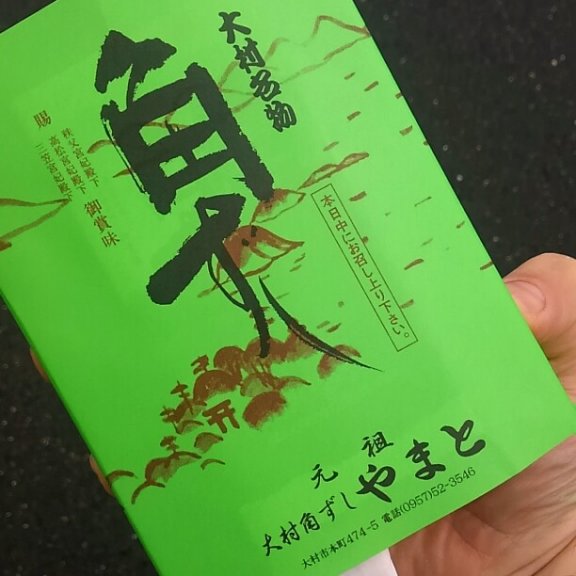 大村名物
角ずし
賜
秩父宮妃殿下
高松宮妃殿下
三笠宮妃殿下
御賞味
本日中にお召し上り下さい。
元祖
大村角ずし やまと
大村市本町474-5 電話(0957)52-3546